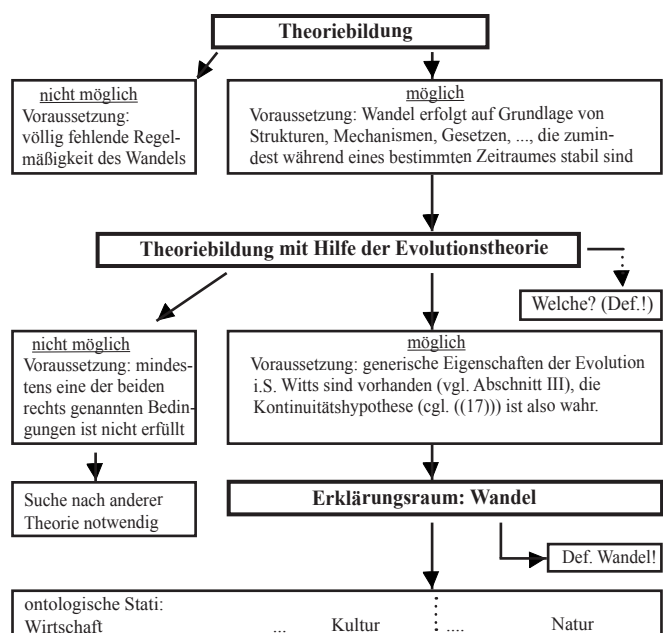 Theoriebildung
nicht möglich
Voraussetzung:
völlig fehlende Regel-
mäßigkeit des Wandels
möglich
Voraussetzung: Wandel erfolgt auf Grundlage von
Strukturen, Mechanismen, Gesetzen, ..., die zumin-
dest während eines bestimmten Zeitraumes stabil sind
Theoriebildung mit Hilfe der Evolutionstheorie
Welche? (Def.!)
nicht möglich
Voraussetzung: mindes-
tens eine der beiden
rechts genannten Bedin-
gungen ist nicht erfüllt
möglich
Voraussetzung: generische Eigenschaften der Evolution
i.S. Witts sind vorhanden (vgl. Abschnitt III), die
Kontinuitätshypothese (cgl. ((17))) ist also wahr.
Suche nach anderer
Theorie notwendig
Erklärungsraum: Wandel
Def. Wandel!
ontologische Stati:
Wirtschaft ... Kultur .... Natur